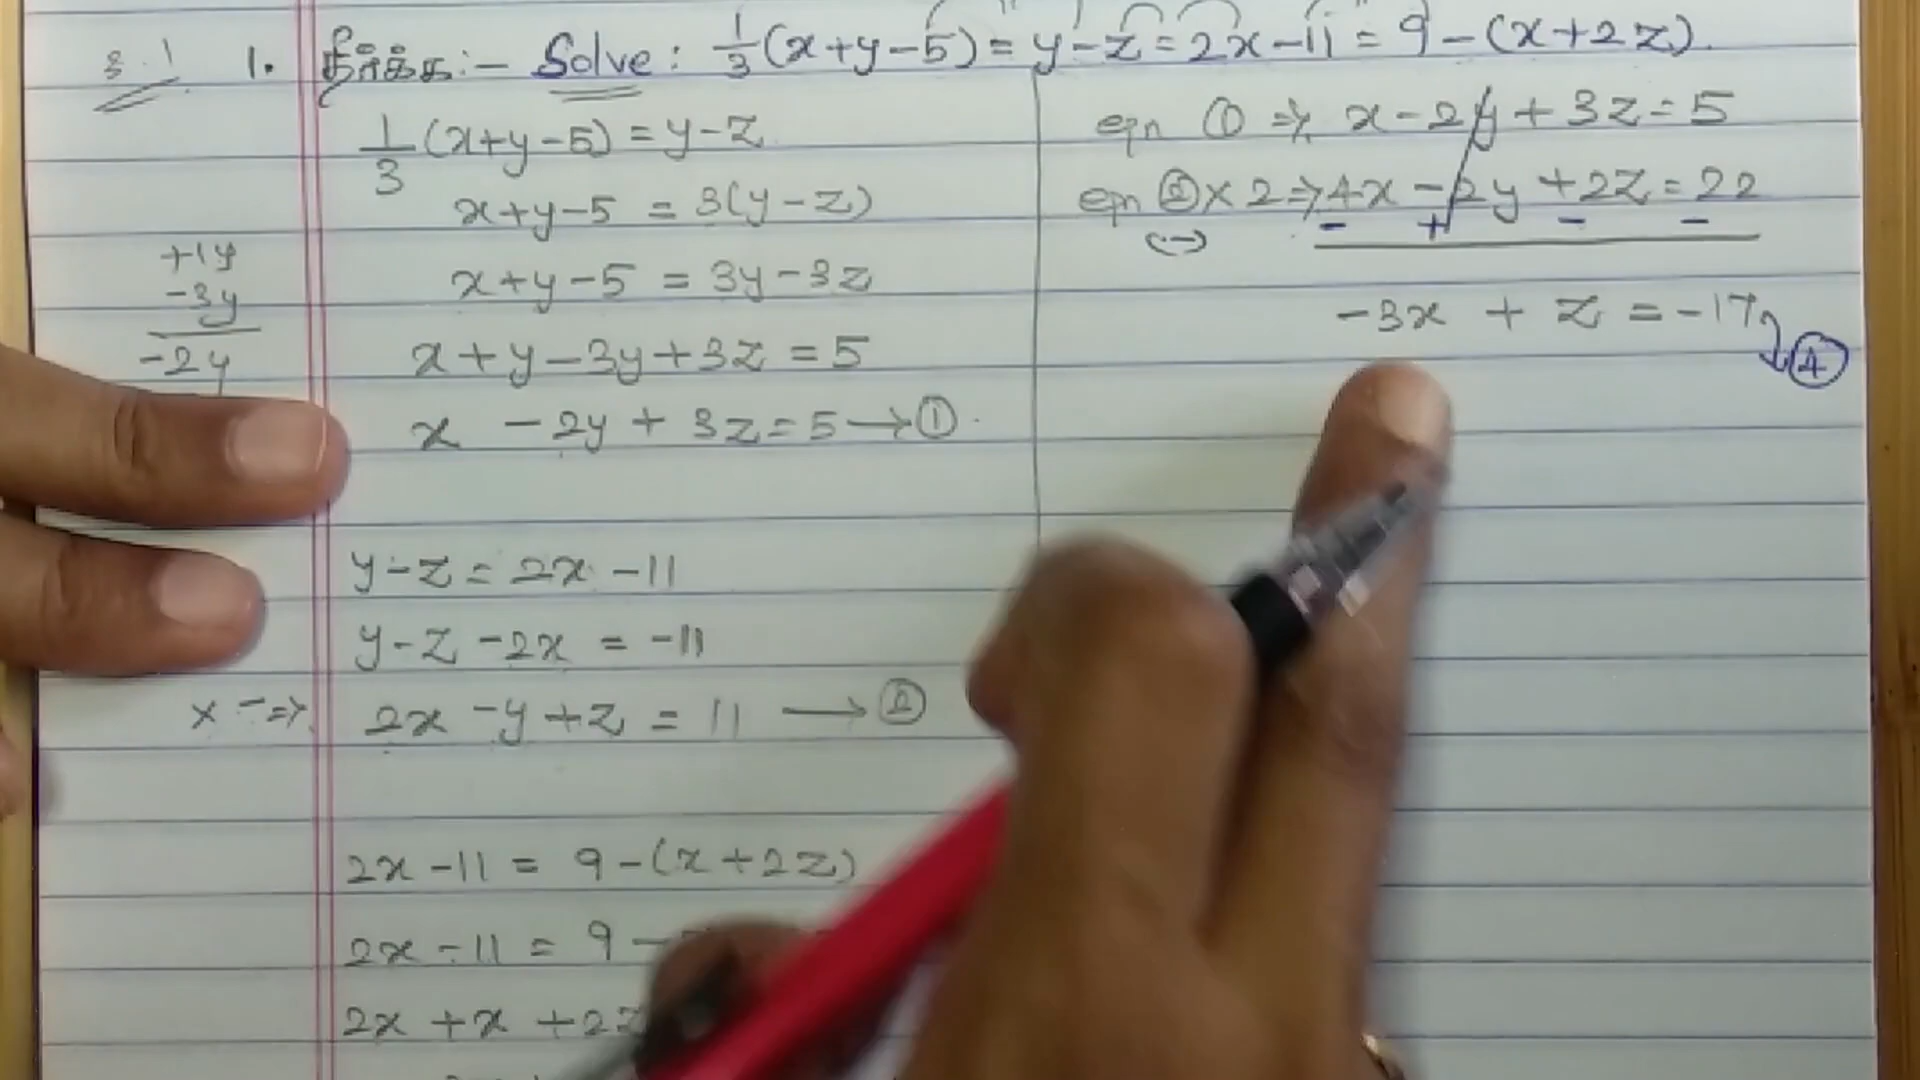 3.1 1. தீர்க்க:- Solve: 1/3(x+y-5)=y-z=2x-11=9-(x+2z).
1/3(x+y-5)=y-z
x+y-5 = 3(y-z)
+1y
-3y
-2y
x+y-5 = 3y-3z
x+y-3y+3z=5
x -2y+3z=5→①
y-z=2x-11
y-z-2x=-11
x - ⇒ 2x-y+z=11 →②
2x-11 = 9-(x+2z)
2x-11 = 9-
2x+x+2z
eqn ① ⇒ x-2y+3z=5
eqn ②×2⇒4x-2y+2z=22
(-) - + - -
-3x + z = -17
④